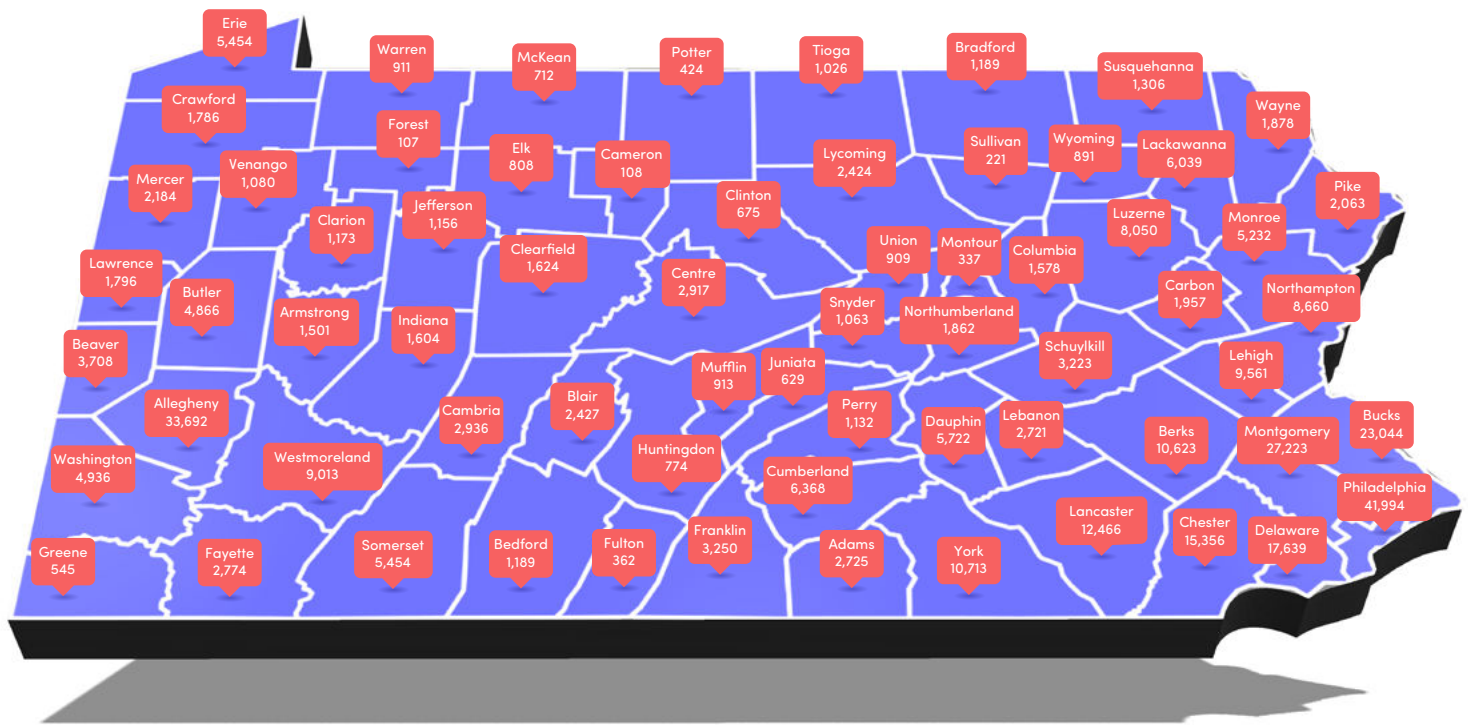 Erie
5,454
Warren
911
McKean
712
Potter
424
Tioga
1,026
Bradford
1,189
Susquehanna
1,306
Wayne
1,878
Crawford
1,786
Forest
107
Elk
808
Cameron
108
Lycoming
2,424
Sullivan
221
Wyoming
891
Lackawanna
6,039
Mercer
2,184
Venango
1,080
Clarion
1,173
Jefferson
1,156
Clinton
675
Luzerne
8,050
Monroe
5,232
Pike
2,063
Lawrence
1,796
Butler
4,866
Clearfield
1,624
Centre
2,917
Union
909
Montour
337
Columbia
1,578
Carbon
1,957
Northampton
8,660
Armstrong
1,501
Indiana
1,604
Snyder
1,063
Northumberland
1,862
Beaver
3,708
Schuylkill
3,223
Lehigh
9,561
Mufflin
913
Juniata
629
Allegheny
33,692
Cambria
2,936
Blair
2,427
Perry
1,132
Dauphin
5,722
Lebanon
2,721
Berks
10,623
Montgomery
27,223
Bucks
23,044
Washington
4,936
Westmoreland
9,013
Huntingdon
774
Cumberland
6,368
Philadelphia
41,994
Greene
545
Fayette
2,774
Somerset
5,454
Bedford
1,189
Fulton
362
Franklin
3,250
Adams
2,725
York
10,713
Lancaster
12,466
Chester
15,356
Delaware
17,639